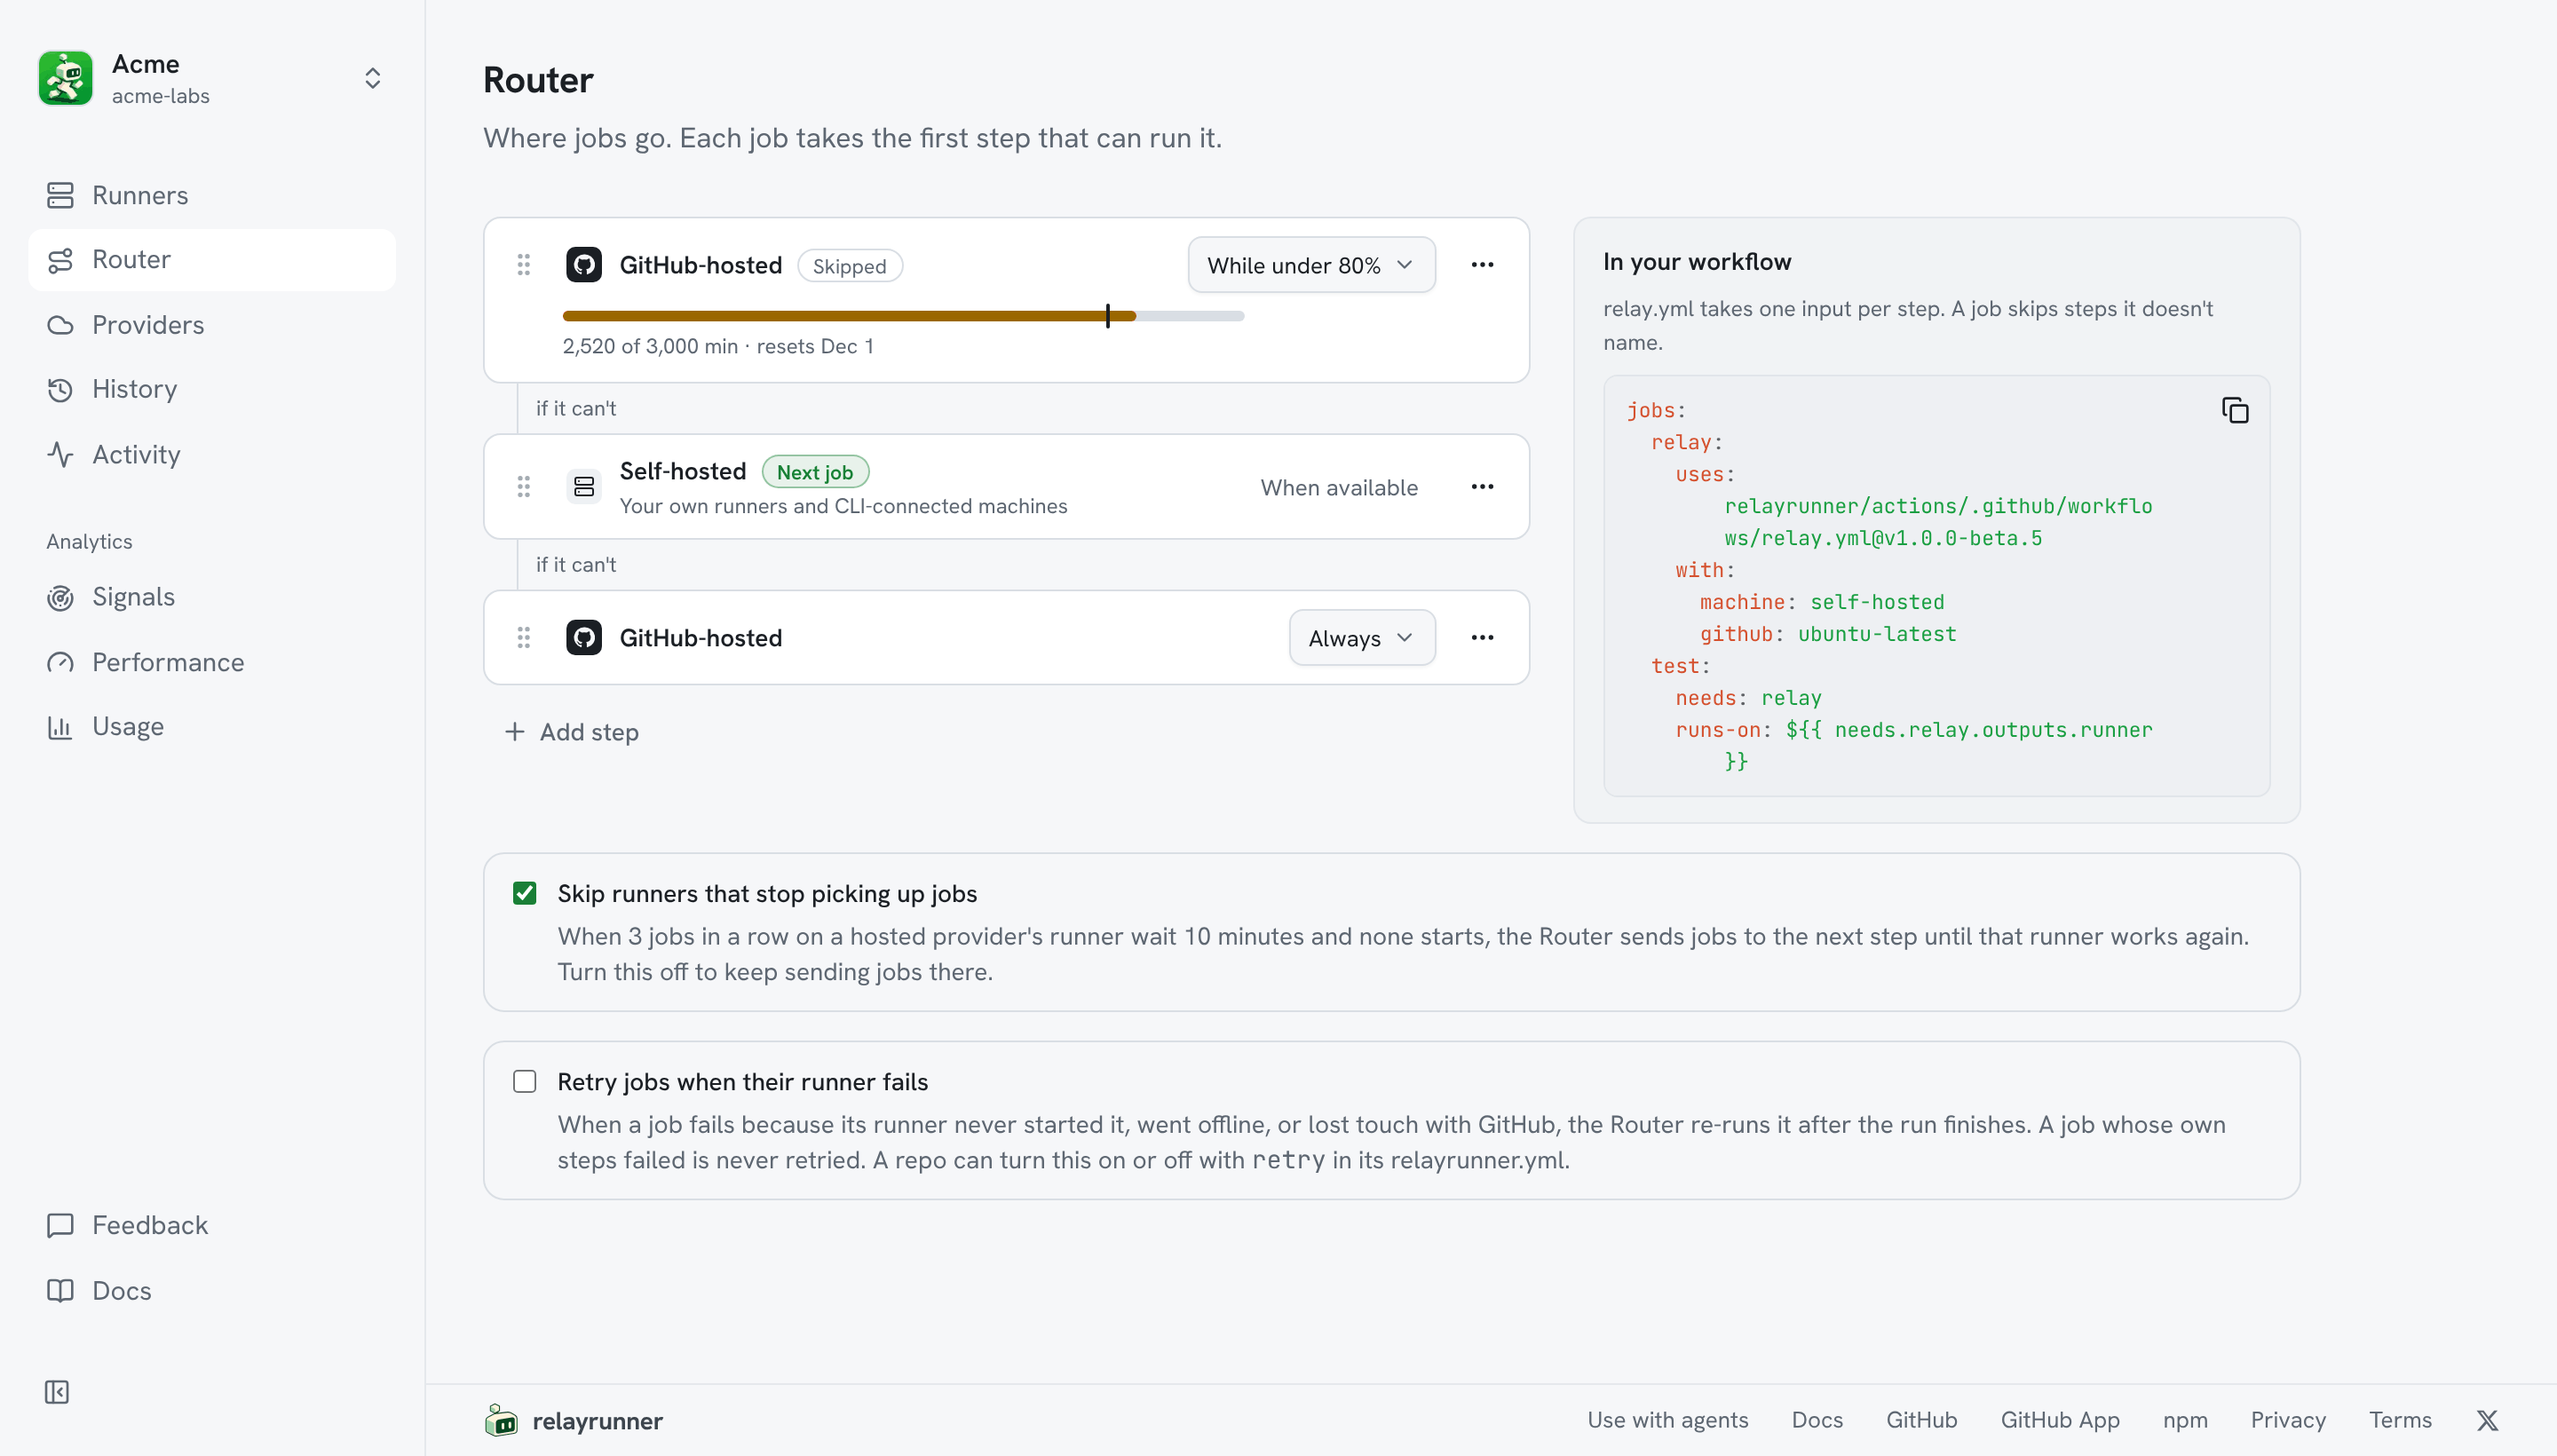 Acme
acme-labs
Runners
Router
Providers
History
Activity
Analytics
Signals
Performance
Usage
Feedback
Docs
Router
Where jobs go. Each job takes the first step that can run it.
GitHub-hosted
Skipped
While under 80%
2,520 of 3,000 min · resets Dec 1
if it can't
Self-hosted
Next job
Your own runners and CLI-connected machines
When available
if it can't
GitHub-hosted
Always
Add step
In your workflow
relay.yml takes one input per step. A job skips steps it doesn't
name.
jobs:
relay:
uses:
relayrunner/actions/.github/workflo
ws/relay.yml@v1.0.0-beta.5
with:
machine: self-hosted
github: ubuntu-latest
test:
needs: relay
runs-on: ${{ needs.relay.outputs.runner
}}
Skip runners that stop picking up jobs
When 3 jobs in a row on a hosted provider's runner wait 10 minutes and none starts, the Router sends jobs to the next step until that runner works again.
Turn this off to keep sending jobs there.
Retry jobs when their runner fails
When a job fails because its runner never started it, went offline, or lost touch with GitHub, the Router re-runs it after the run finishes. A job whose own
steps failed is never retried. A repo can turn this on or off with retry in its relayrunner.yml.
relayrunner
Use with agents
Docs
GitHub
GitHub App
npm
Privacy
Terms